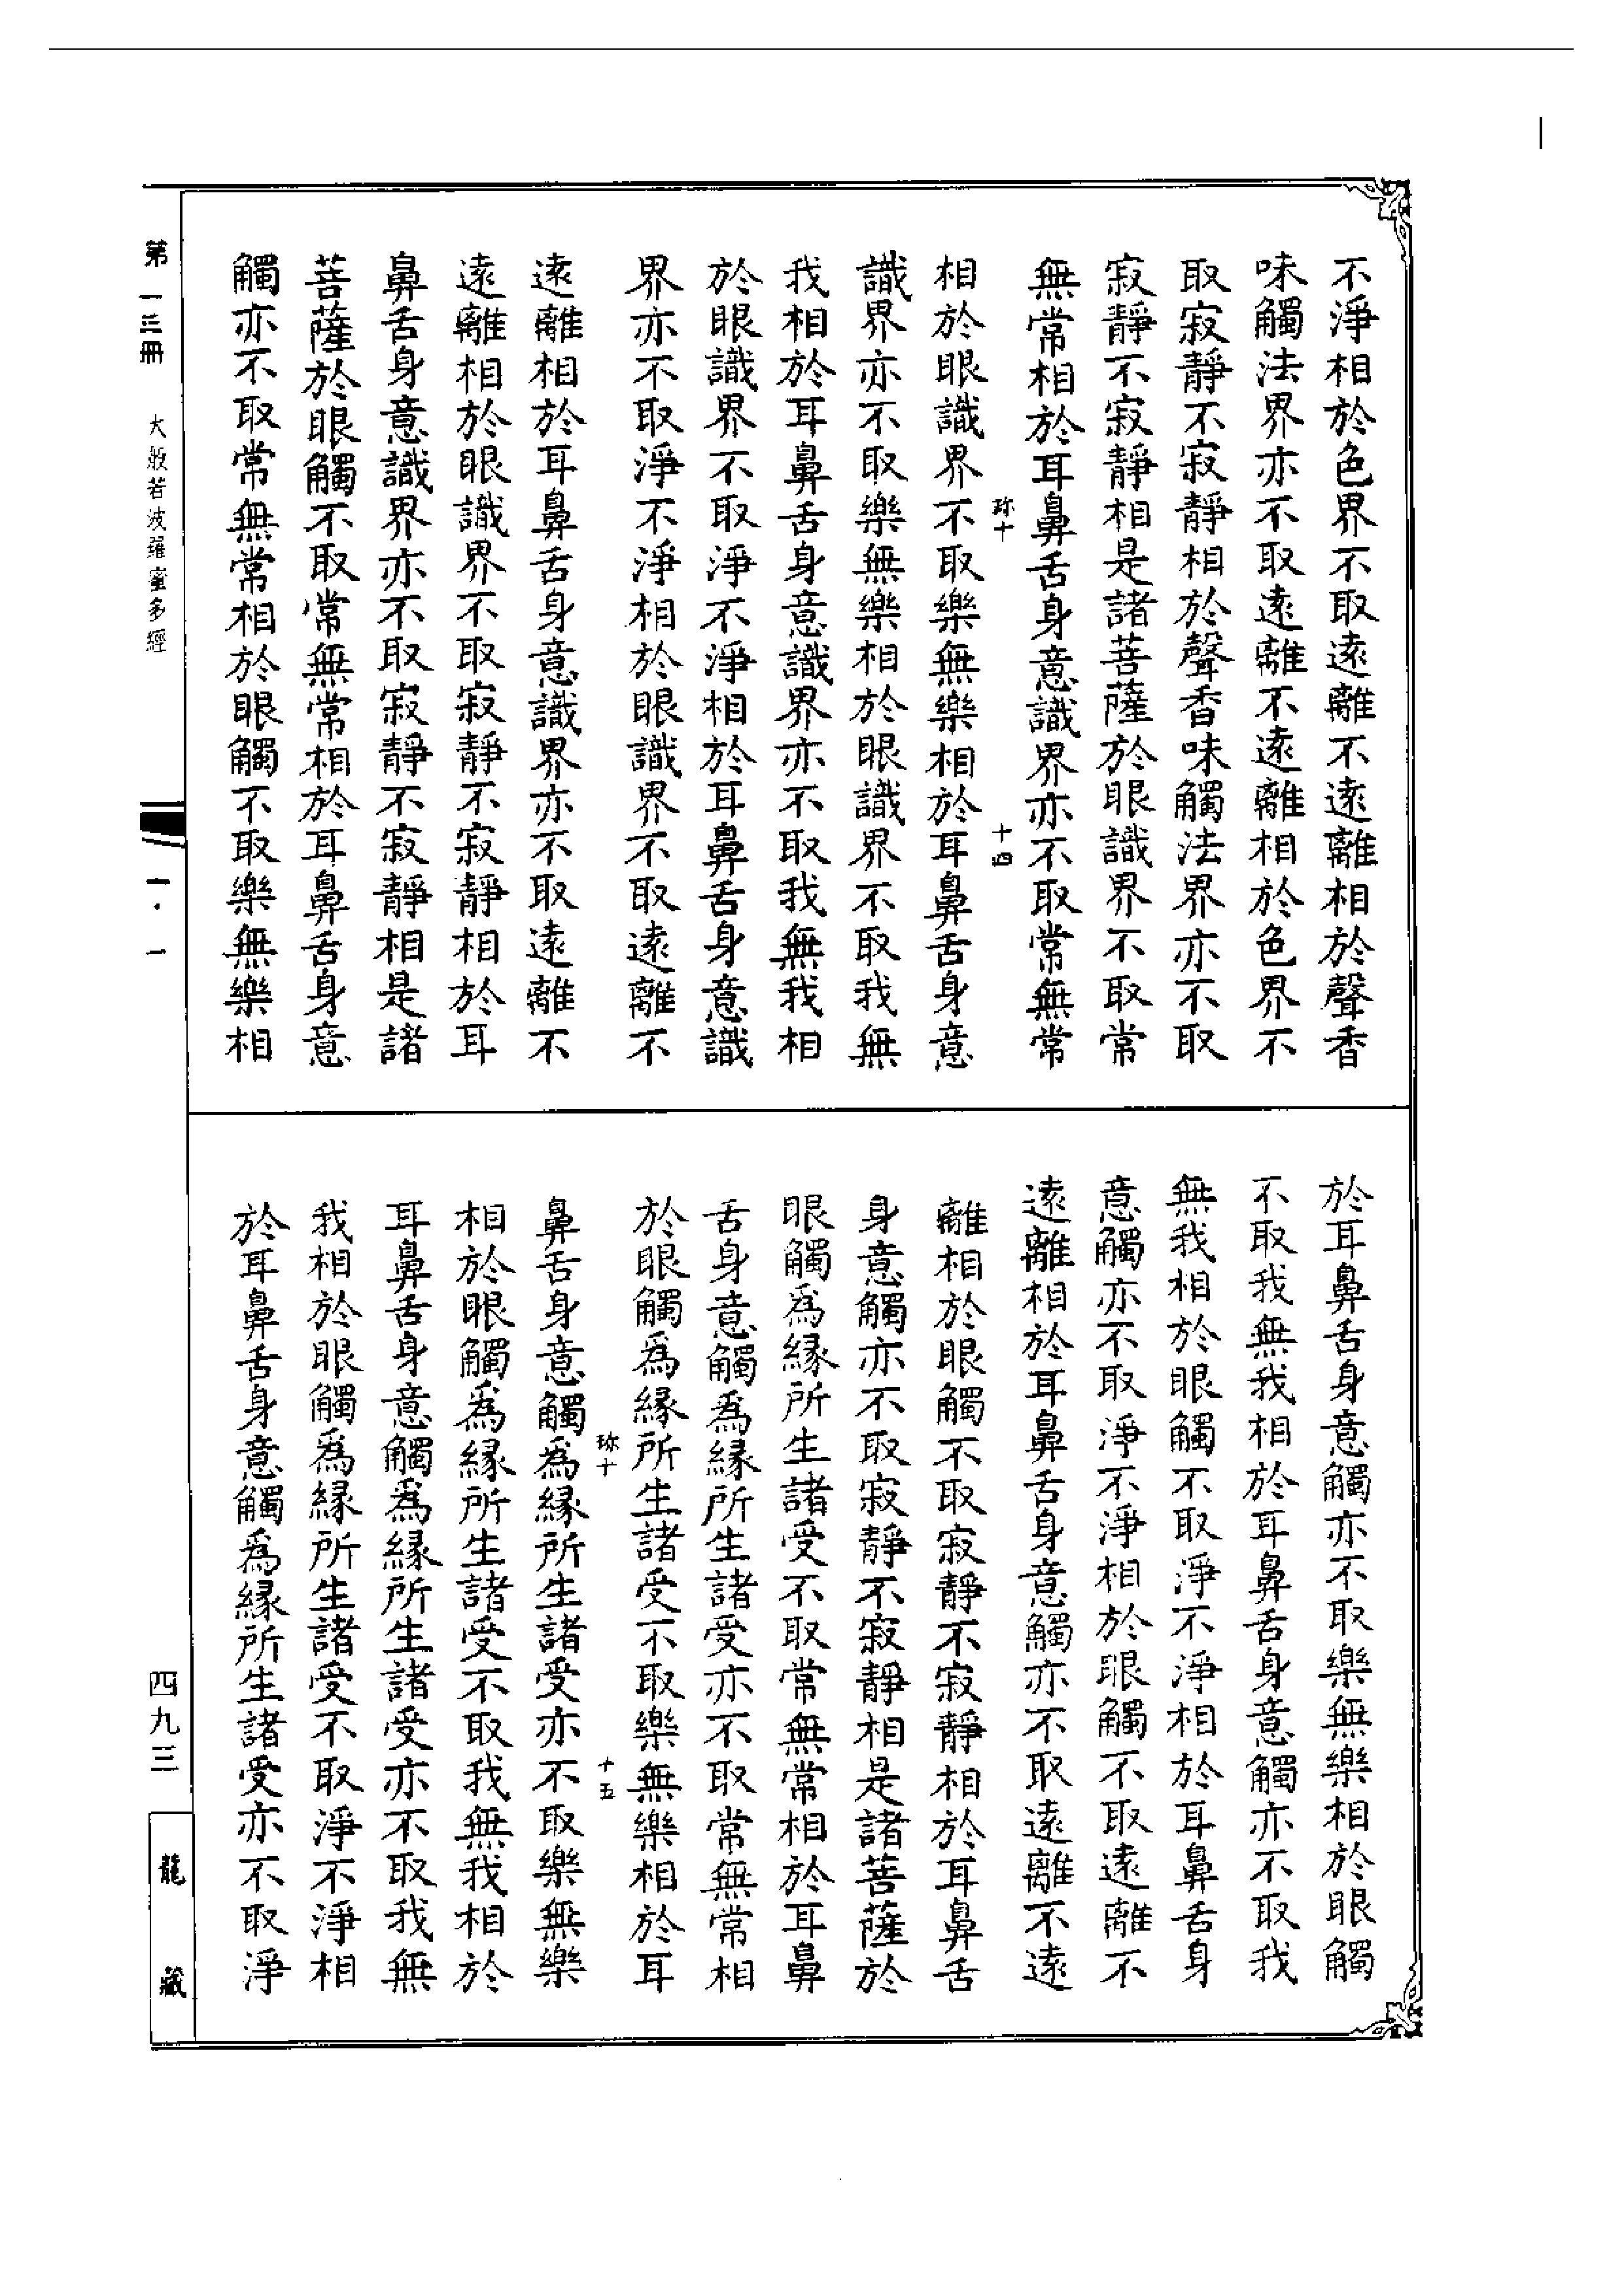 不淨相於色界不取遠離不遠離相於聲香
味觸法界亦不取遠離不遠離相於色界不
取寂靜不寂靜相於聲香味觸法界亦不取
寂靜不寂靜相是諸菩薩於眼識界不取常
無常相於耳鼻舌身意識界亦不取常無常
珎十 十四
相於眼識界不取樂無樂相於耳鼻舌身意
識界亦不取樂無樂相於眼識界不取我無
我相於耳鼻舌身意識界亦不取我無我相
於眼識界不取淨不淨相於耳鼻舌身意識
界亦不取淨不淨相於眼識界不取遠離不
遠離相於耳鼻舌身意識界亦不取遠離不
遠離相於眼識界不取寂靜不寂靜相於耳
鼻舌身意識界亦不取寂靜不寂靜相是諸
菩薩於眼觸不取常無常相於耳鼻舌身意
觸亦不取常無常相於眼觸不取樂無樂相
於耳鼻舌身意觸亦不取樂無樂相於眼觸
不取我無我相於耳鼻舌身意觸亦不取我
無我相於眼觸不取淨不淨相於耳鼻舌身
意觸亦不取淨不淨相於眼觸不取遠離不
遠離相於耳鼻舌身意觸亦不取遠離不遠
離相於眼觸不取寂靜不寂靜相於耳鼻舌
身意觸亦不取寂靜不寂靜相是諸菩薩於
眼觸爲緣所生諸受不取常無常相於耳鼻
舌身意觸爲緣所生諸受亦不取常無常相
於眼觸爲緣所生諸受不取樂無樂相於耳
珎十 十五
鼻舌身意觸爲緣所生諸受亦不取樂無樂
相於眼觸爲緣所生諸受不取我無我相於
耳鼻舌身意觸爲緣所生諸受亦不取我無
我相於眼觸爲緣所生諸受不取淨不淨相
於耳鼻舌身意觸爲緣所生諸受亦不取淨
第一三冊 大般若波羅蜜多經 一·一 四九三 龍藏